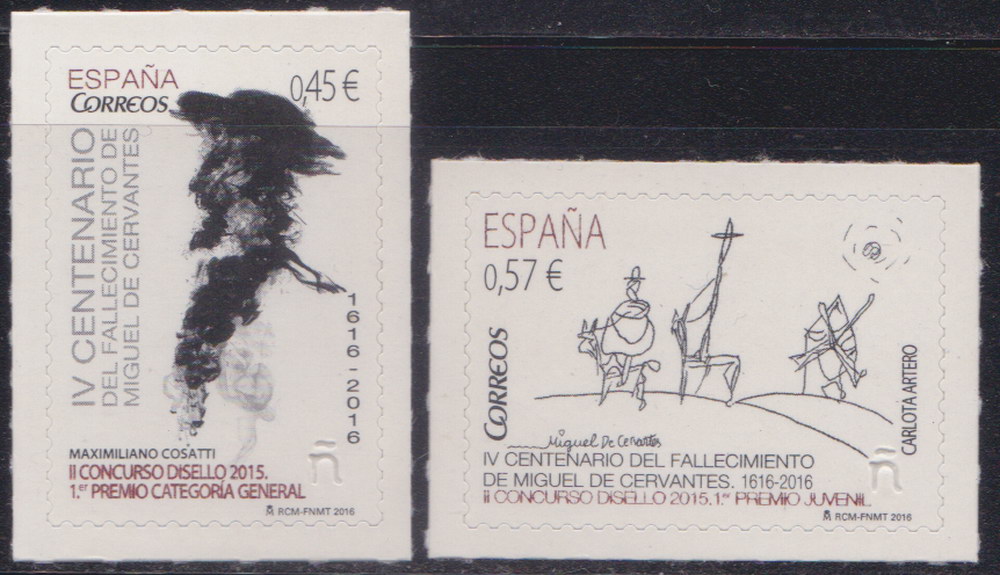 ESPAÑA
CORREOS
0,45 €
IV CENTENARIO
DEL FALLECIMIENTO DE
MIGUEL DE CERVANTES
1616-2016
MAXIMILIANO COSATTI
II CONCURSO DISELLO 2015.
1.er PREMIO CATEGORÍA GENERAL
ñ
RCM-FNMT 2016
ESPAÑA
0,57 €
CORREOS
CARLOTA ARTERO
Miguel De Cervantes
IV CENTENARIO DEL FALLECIMIENTO
DE MIGUEL DE CERVANTES. 1616-2016
II CONCURSO DISELLO 2015.1.er PREMIO JUVENIL
ñ
RCM-FNMT 2016